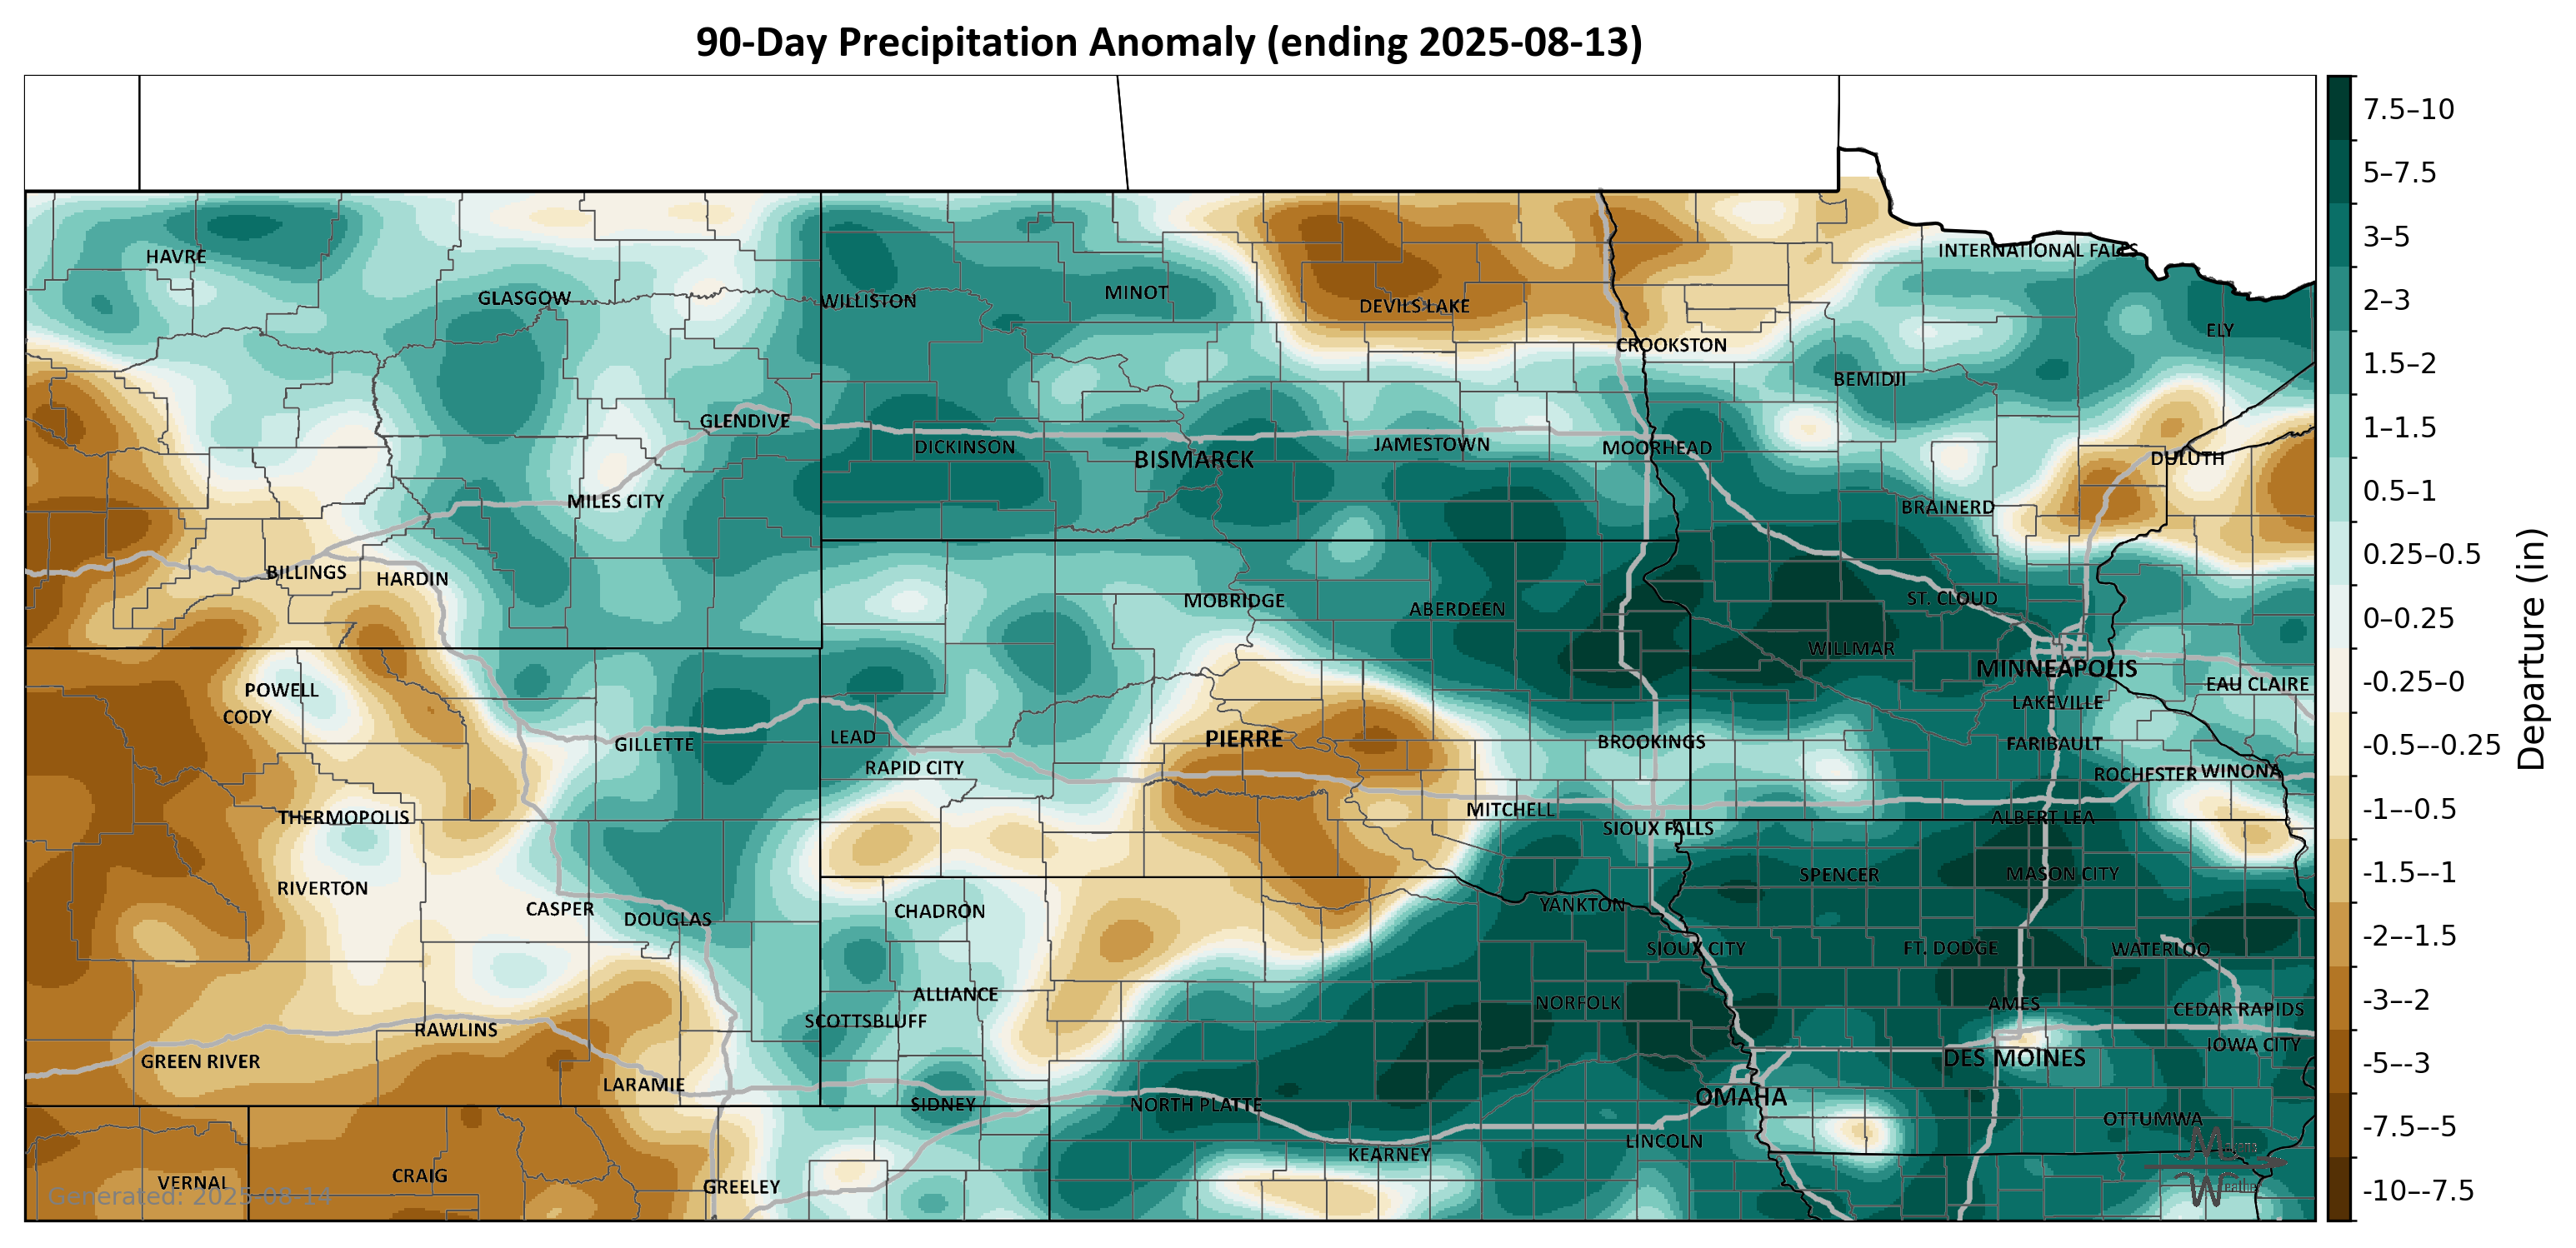 90-Day Precipitation Anomaly (ending 2025-08-13)
7.5–10
5–7.5
3–5
2–3
1.5–2
1–1.5
0.5–1
0.25–0.5
0–0.25
-0.25–0
-0.5–-0.25
-1–-0.5
-1.5–-1
-2–-1.5
-3–-2
-5–-3
-7.5–-5
-10–-7.5
Departure (in)
INTERNATIONAL FALLS
HAVRE
GLASGOW
WILLISTON
MINOT
DEVILS LAKE
ELY
CROOKSTON
BEMIDJI
GLENDIVE
DICKINSON
BISMARCK
JAMESTOWN
MOORHEAD
DULUTH
MILES CITY
BRAINERD
BILLINGS
HARDIN
MOBRIDGE
ABERDEEN
ST. CLOUD
WILLMAR
MINNEAPOLIS
POWELL
EAU CLAIRE
CODY
LAKEVILLE
GILLETTE
LEAD
PIERRE
BROOKINGS
FARIBAULT
RAPID CITY
ROCHESTER
WINONA
THERMOPOLIS
MITCHELL
ALBERT LEA
SIOUX FALLS
RIVERTON
SPENCER
MASON CITY
CASPER
DOUGLAS
CHADRON
YANKTON
SIOUX CITY
FT. DODGE
WATERLOO
ALLIANCE
NORFOLK
AMES
CEDAR RAPIDS
SCOTTSBLUFF
RAWLINS
IOWA CITY
GREEN RIVER
DES MOINES
LARAMIE
SIDNEY
NORTH PLATTE
OMAHA
OTTUMWA
LINCOLN
KEARNEY
VERNAL
CRAIG
GREELEY
Generated: 2025-08-14